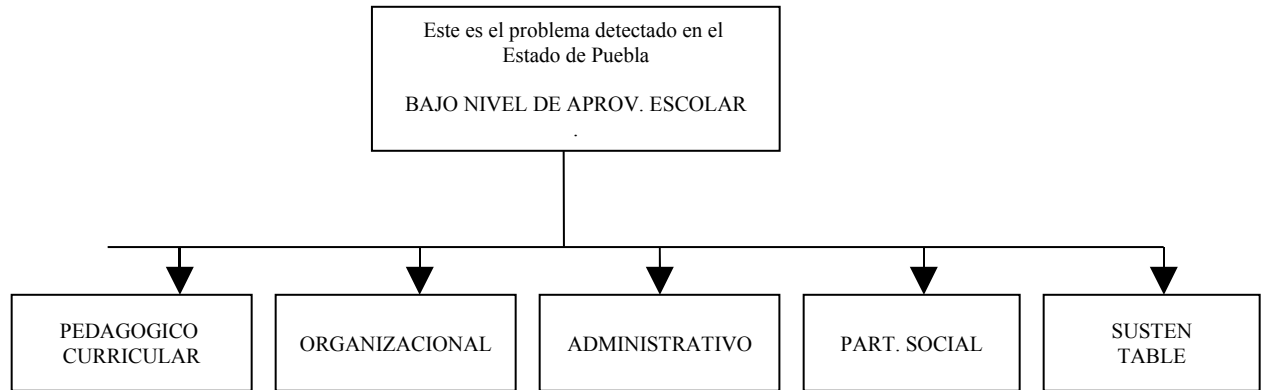 Este es el problema detectado en el
Estado de Puebla
BAJO NIVEL DE APROV. ESCOLAR
.
PEDAGOGICO
CURRICULAR
ORGANIZACIONAL
ADMINISTRATIVO
PART. SOCIAL
SUSTEN
TABLE